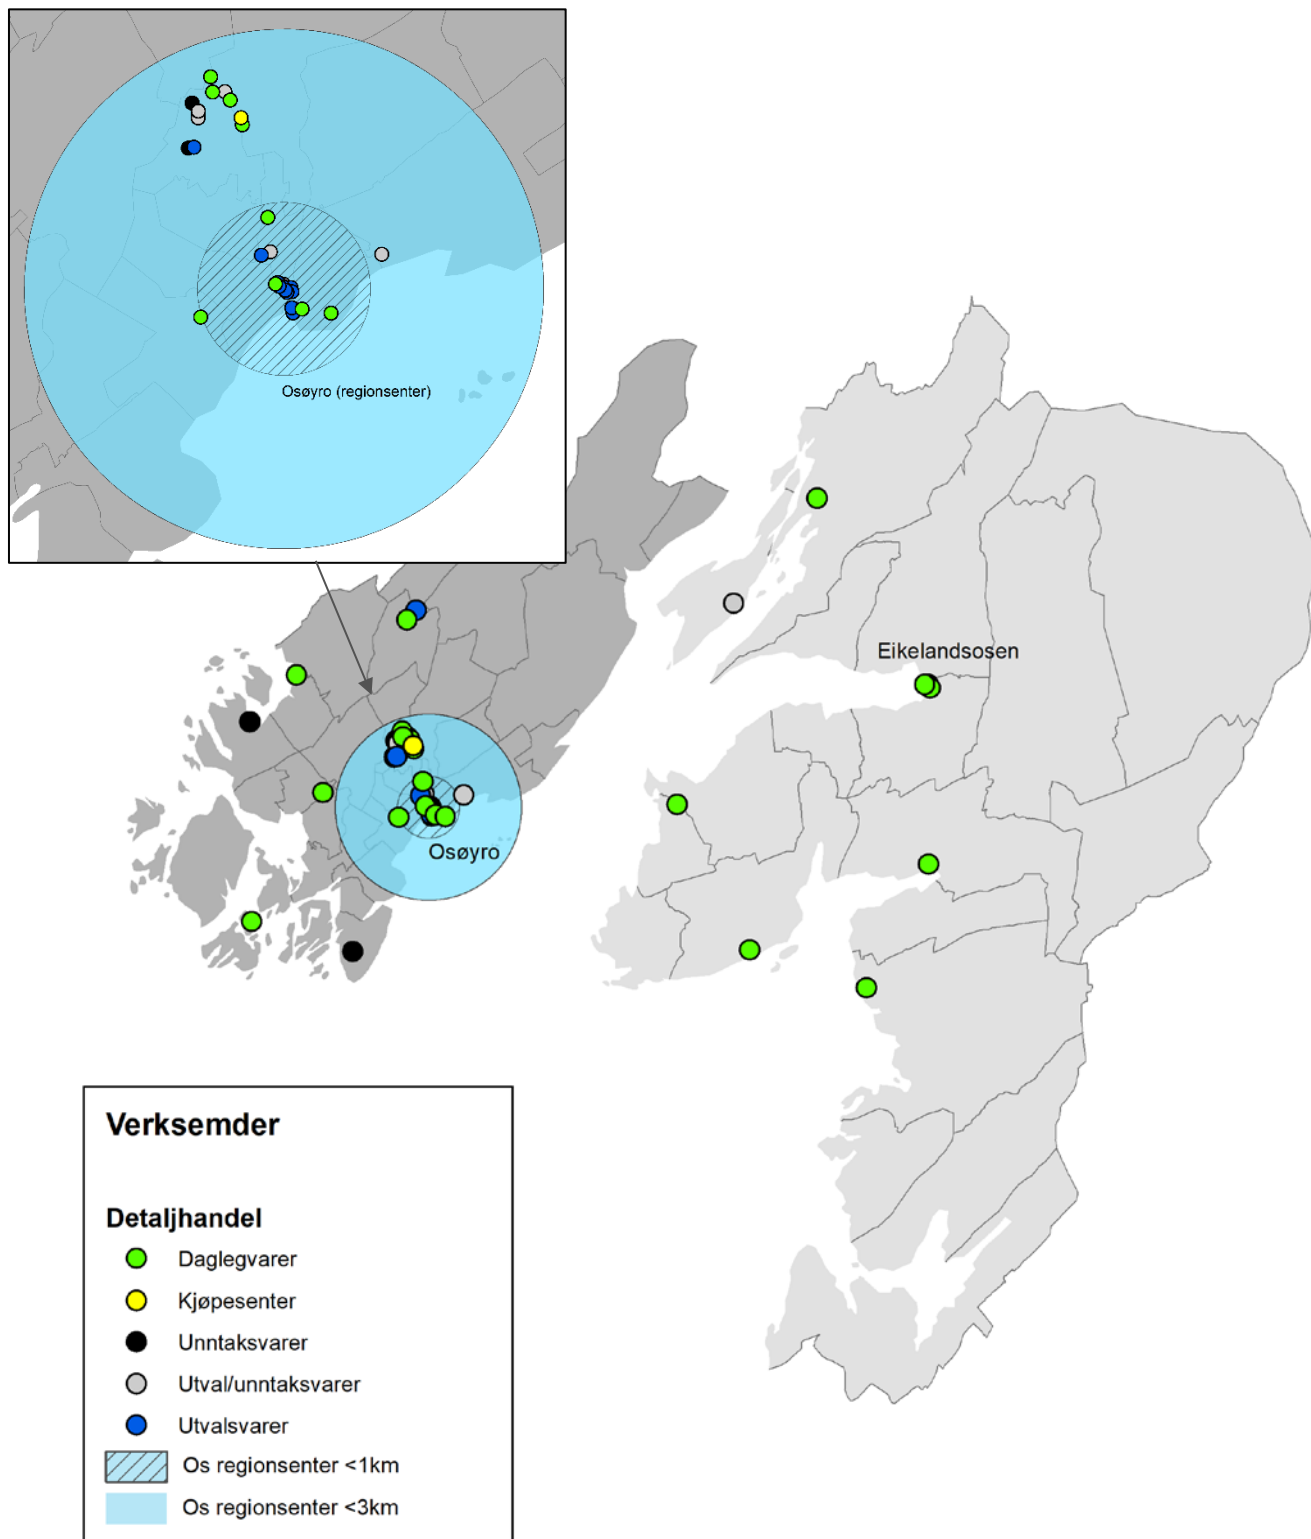 Osøyro (regionsenter)
Eikelandsosen
Osøyro
Verksemder
Detaljhandel
Daglegvarer
Kjøpesenter
Unntaksvarer
Utval/unntaksvarer
Utvalsvarer
Os regionsenter <1km
Os regionsenter <3km